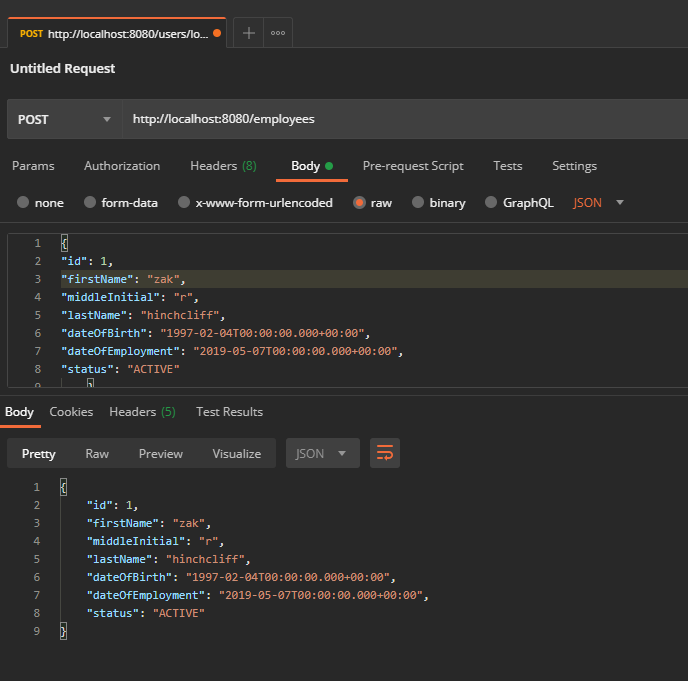 POST http://localhost:8080/users/lo...
Untitled Request
POST http://localhost:8080/employees
Params Authorization Headers (8) Body Pre-request Script Tests Settings
none form-data x-www-form-urlencoded raw binary GraphQL JSON
1 {
2 "id": 1,
3 "firstName": "zak",
4 "middleInitial": "r",
5 "lastName": "hinchcliff",
6 "dateOfBirth": "1997-02-04T00:00:00.000+00:00",
7 "dateOfEmployment": "2019-05-07T00:00:00.000+00:00",
8 "status": "ACTIVE"
9 }
Body Cookies Headers (5) Test Results
Pretty Raw Preview Visualize JSON
1 {
2 "id": 1,
3 "firstName": "zak",
4 "middleInitial": "r",
5 "lastName": "hinchcliff",
6 "dateOfBirth": "1997-02-04T00:00:00.000+00:00",
7 "dateOfEmployment": "2019-05-07T00:00:00.000+00:00",
8 "status": "ACTIVE"
9 }